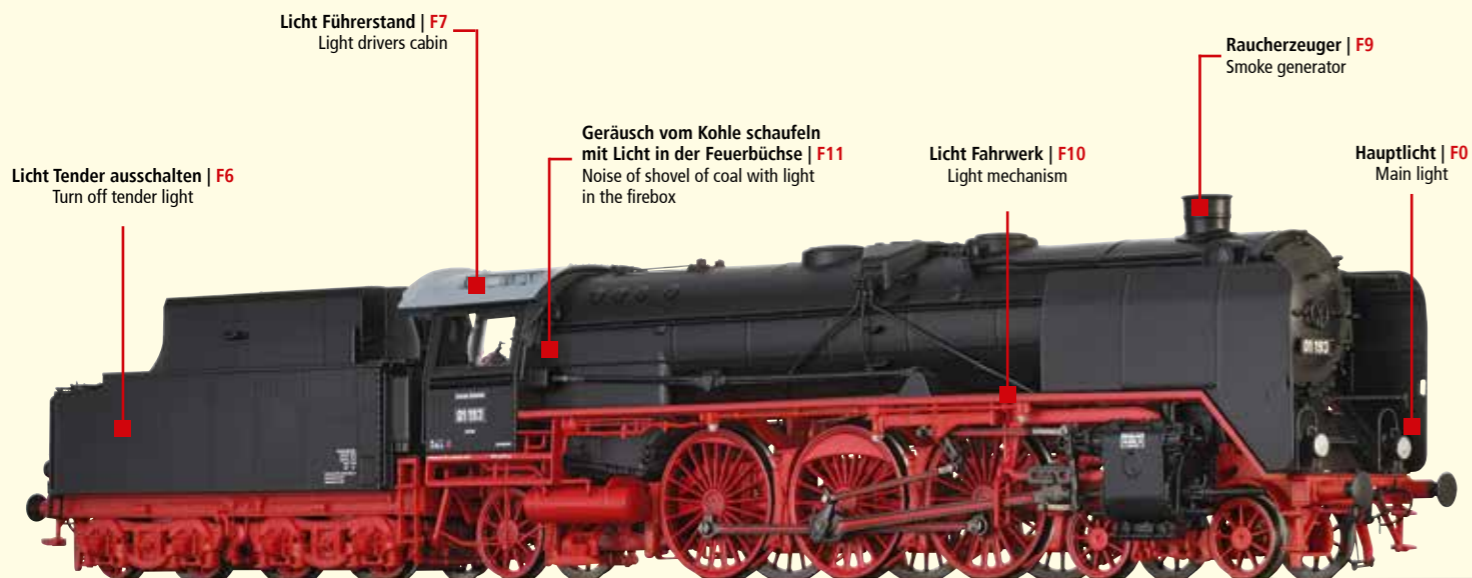 Licht Führerstand | F7
Light drivers cabin
Raucherzeuger | F9
Smoke generator
Geräusch vom Kohle schaufeln
mit Licht in der Feuerbüchse | F11
Noise of shovel of coal with light
in the firebox
Licht Fahrwerk | F10
Light mechanism
Hauptlicht | F0
Main light
Licht Tender ausschalten | F6
Turn off tender light
01 193
01 193